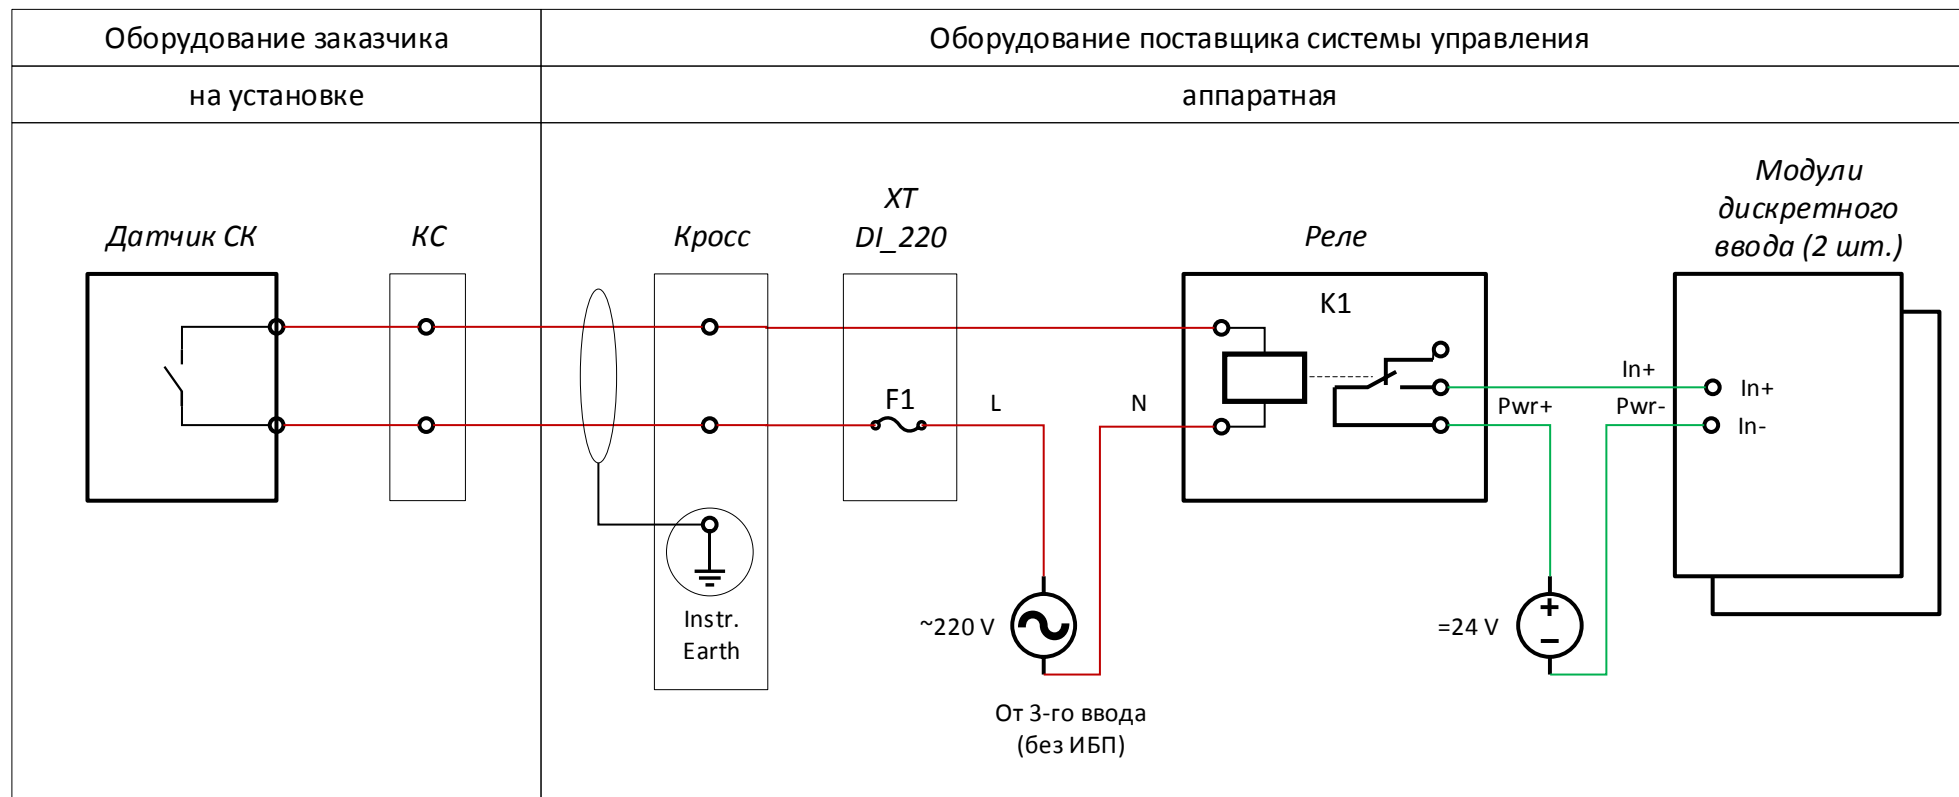 Оборудование заказчика
Оборудование поставщика системы управления
на установке
аппаратная
Датчик СК
КС
Кросс
XT
DI_220
Реле
Модули
дискретного
ввода (2 шт.)
K1
F1
L
N
In+
Pwr+
Pwr-
In+
In-
Instr.
Earth
~220 V
=24 V
От 3-го ввода
(без ИБП)